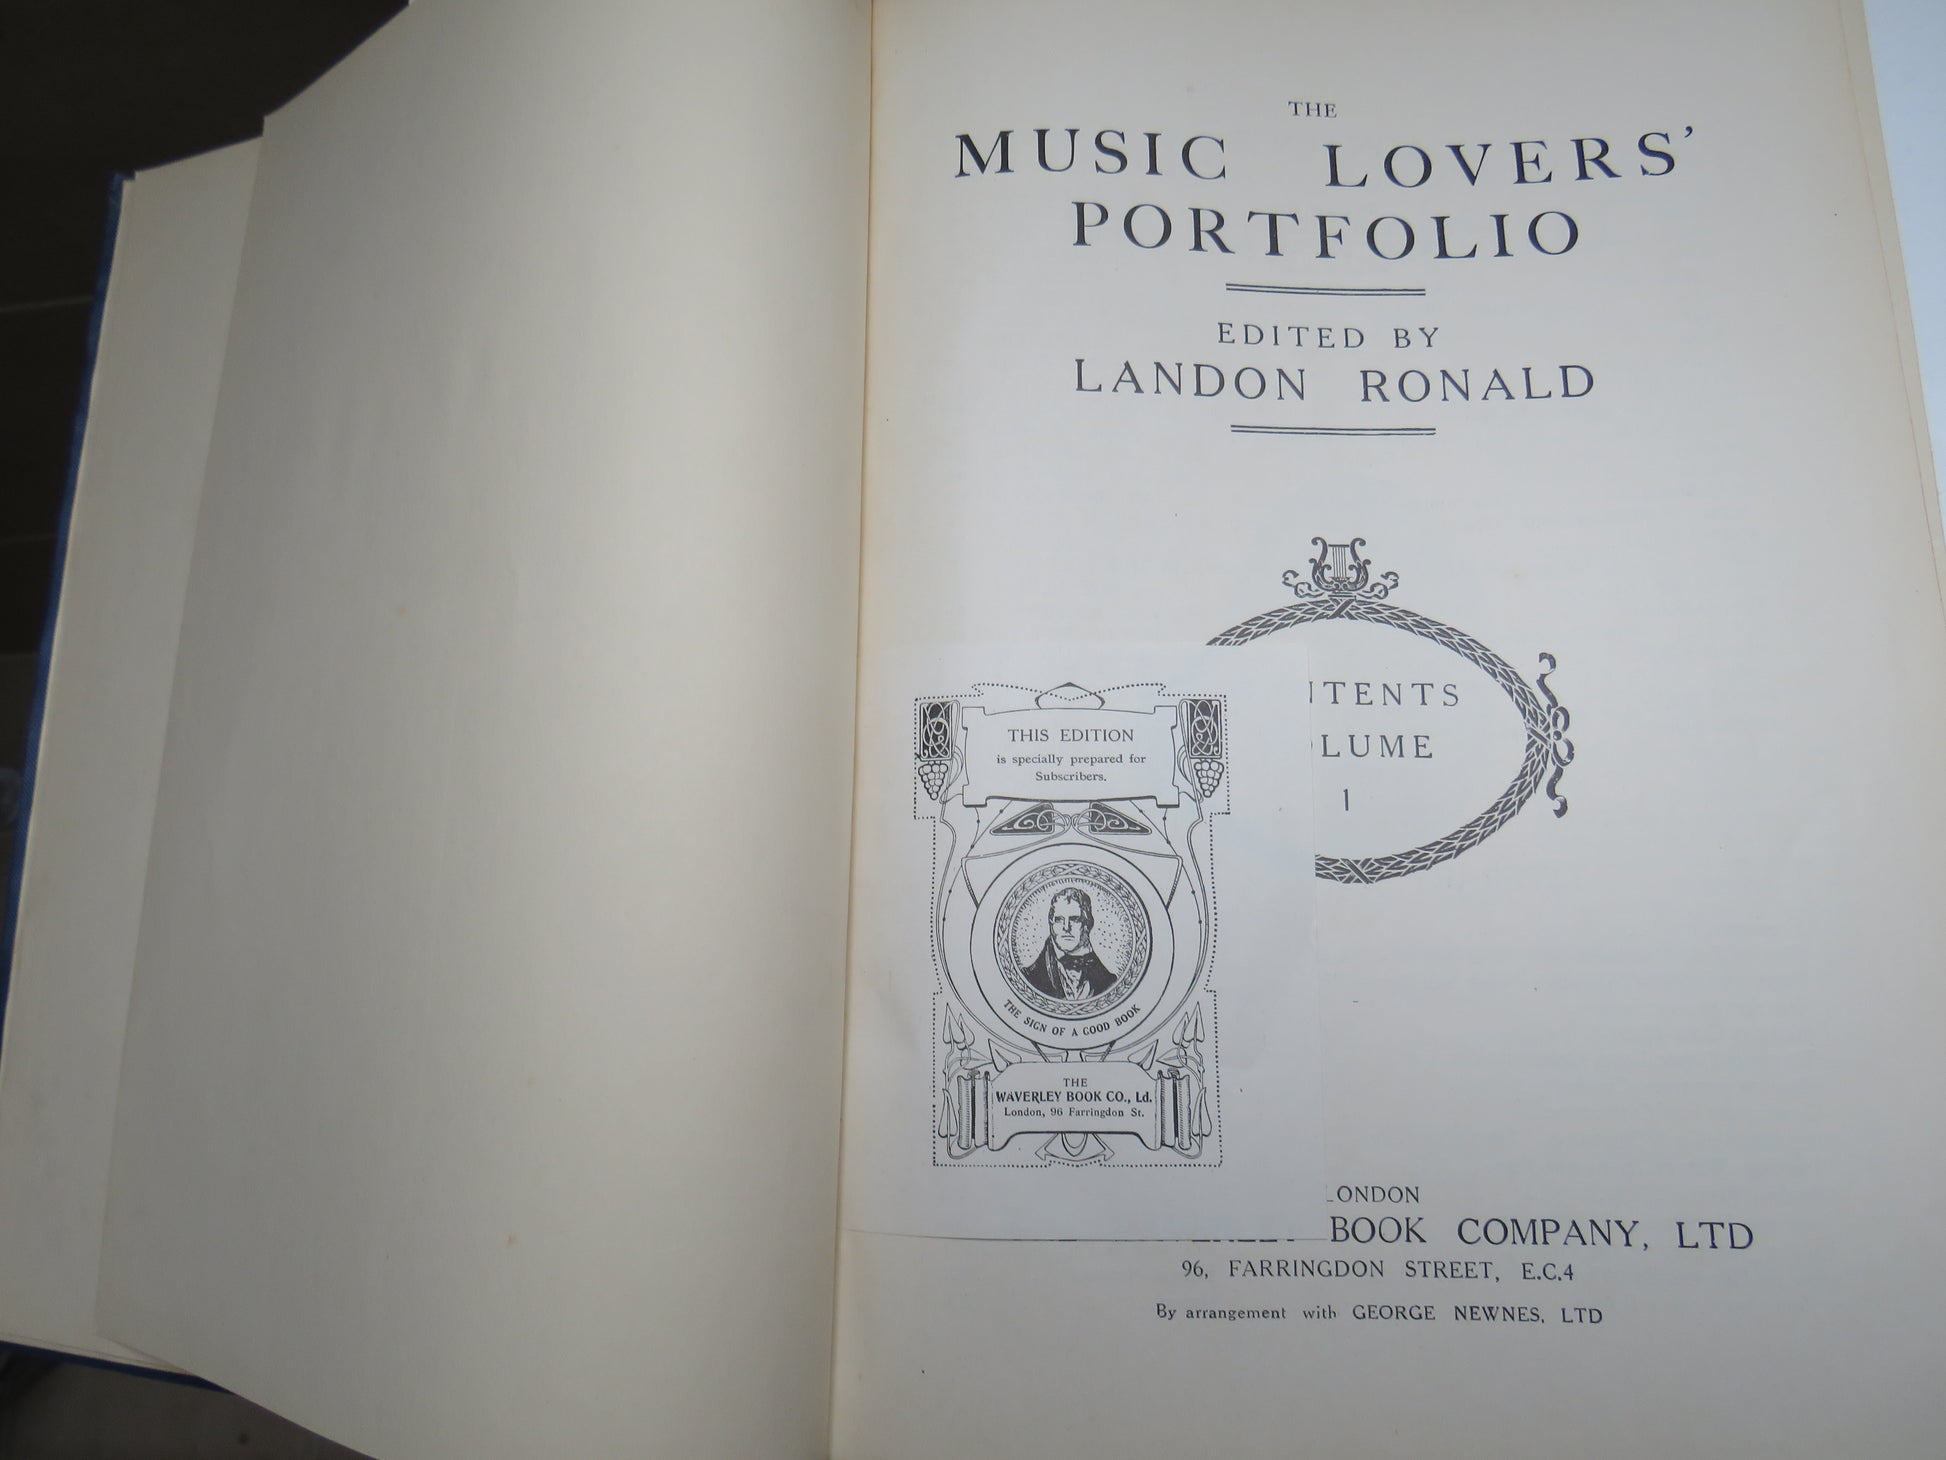 THE
MUSIC LOVERS'
PORTFOLIO
EDITED BY
LANDON RONALD
NTENTS
LUME
1
THIS EDITION
is specially prepared for
Subscribers.
THE SIGN OF A GOOD BOOK
THE
WAVERLEY BOOK CO., Ld.
London, 96 Farringdon St.
LONDON
BOOK COMPANY, LTD
96, FARRINGDON STREET, E.C.4
By arrangement with GEORGE NEWNES, LTD